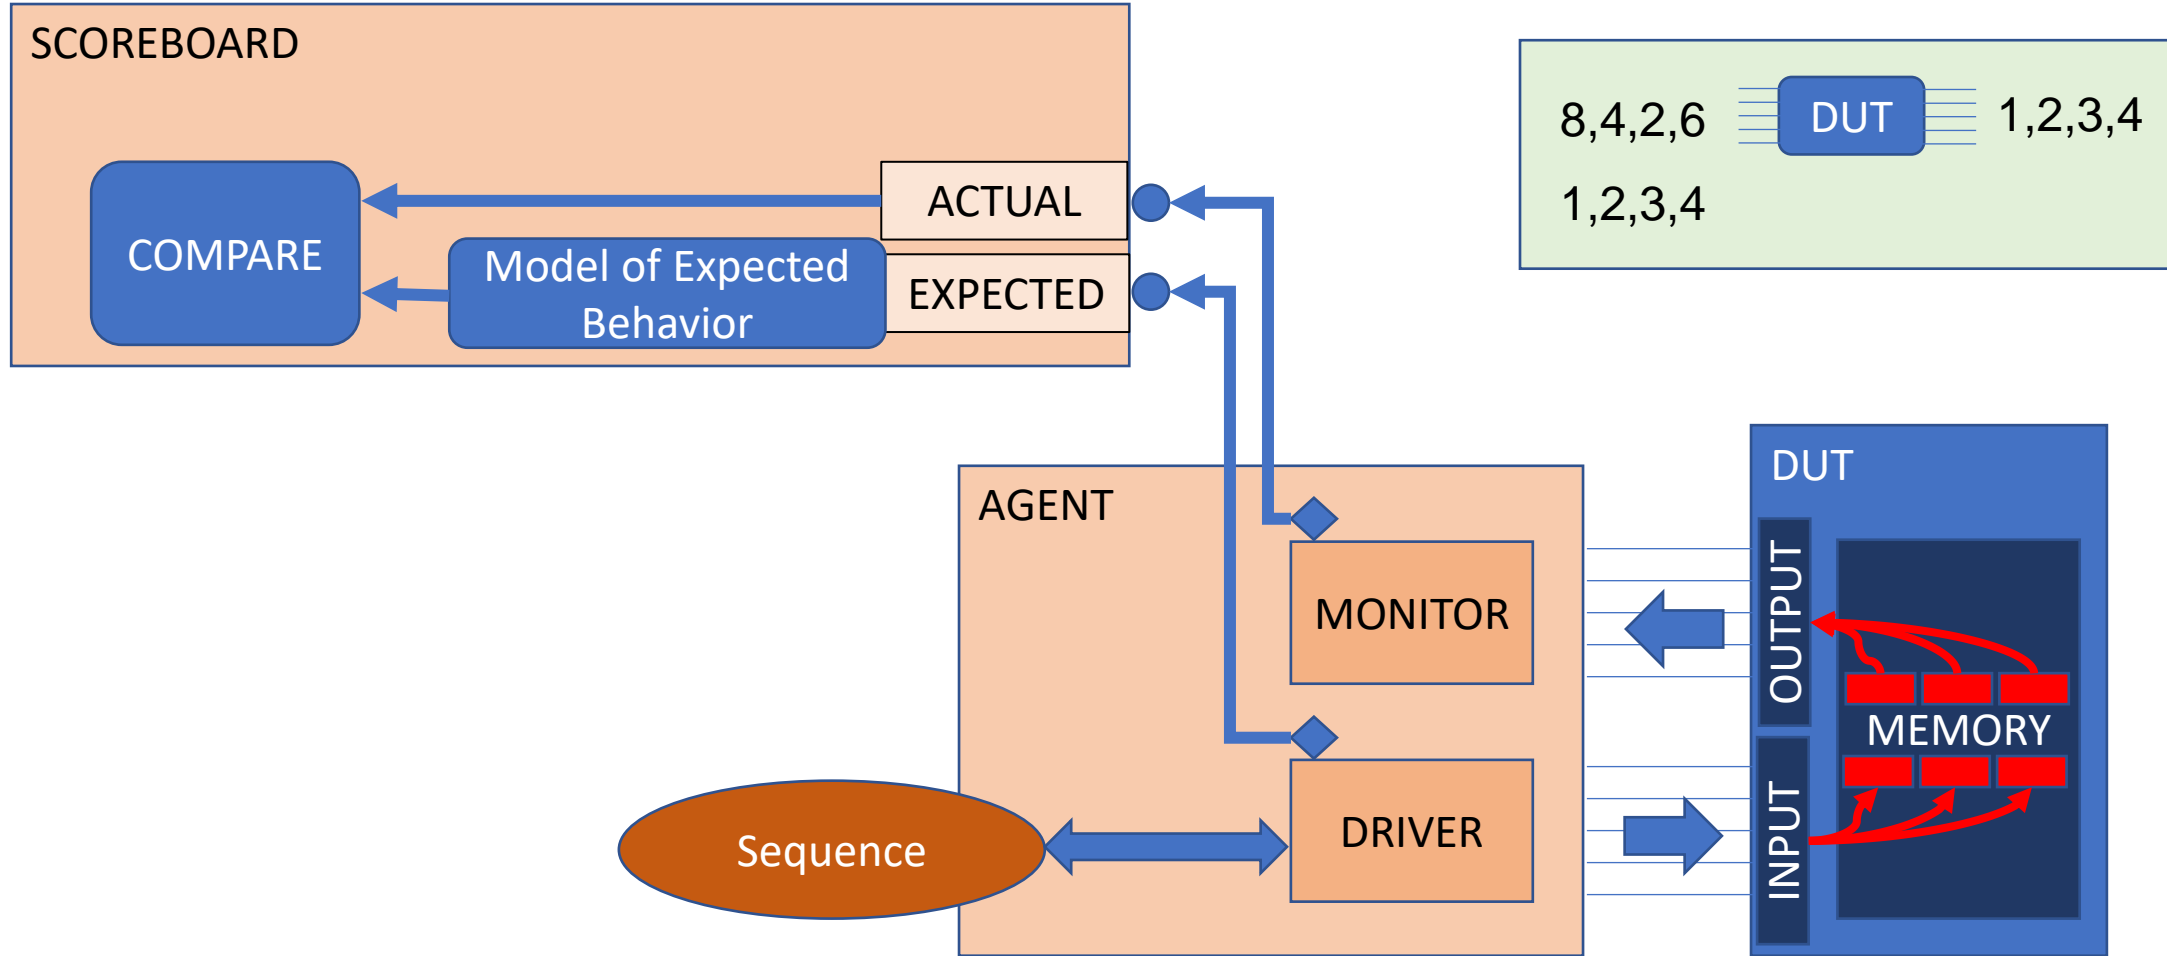 SCOREBOARD
COMPARE
ACTUAL
Model of Expected
Behavior
EXPECTED
8,4,2,6
DUT
1,2,3,4
1,2,3,4
AGENT
MONITOR
DRIVER
Sequence
DUT
OUTPUT
MEMORY
INPUT